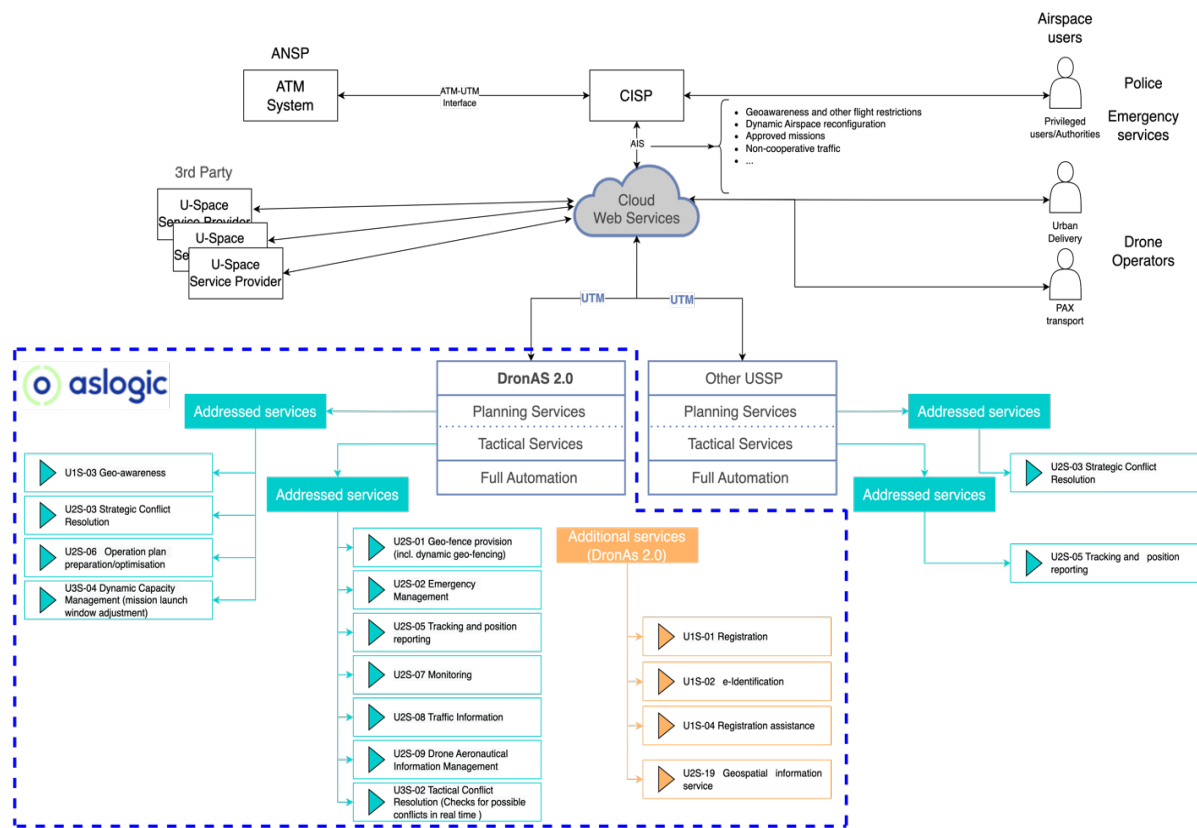 ANSP
ATM
System
ATM-UTM
Interface
CISP
Airspace
users
Privileged
users/Authorities
Police
Emergency
services
AIS
Geoawareness and other flight restrictions
Dynamic Airspace reconfiguration
Approved missions
Non-cooperative traffic
...
3rd Party
U-Space
Service Provider
U-Space
Se
U-Space
Service Provider
Cloud
Web Services
Urban
Delivery
Drone
Operators
PAX
transport
UTM
UTM
aslogic
DronAS 2.0
Planning Services
Tactical Services
Full Automation
Other USSP
Planning Services
Tactical Services
Full Automation
Addressed services
U1S-03 Geo-awareness
U2S-03 Strategic Conflict
Resolution
U2S-06 Operation plan
preparation/optimisation
U3S-04 Dynamic Capacity
Management (mission launch
window adjustment)
Addressed services
U2S-01 Geo-fence provision
(incl. dynamic geo-fencing)
U2S-02 Emergency
Management
U2S-05 Tracking and position
reporting
U2S-07 Monitoring
U2S-08 Traffic Information
U2S-09 Drone Aeronautical
Information Management
U3S-02 Tactical Conflict
Resolution (Checks for possible
conflicts in real time )
Additional services
(DronAs 2.0)
U1S-01 Registration
U1S-02 e-Identification
U1S-04 Registration assistance
U2S-19 Geospatial information
service
Addressed services
U2S-03 Strategic Conflict
Resolution
Addressed services
U2S-05 Tracking and position
reporting